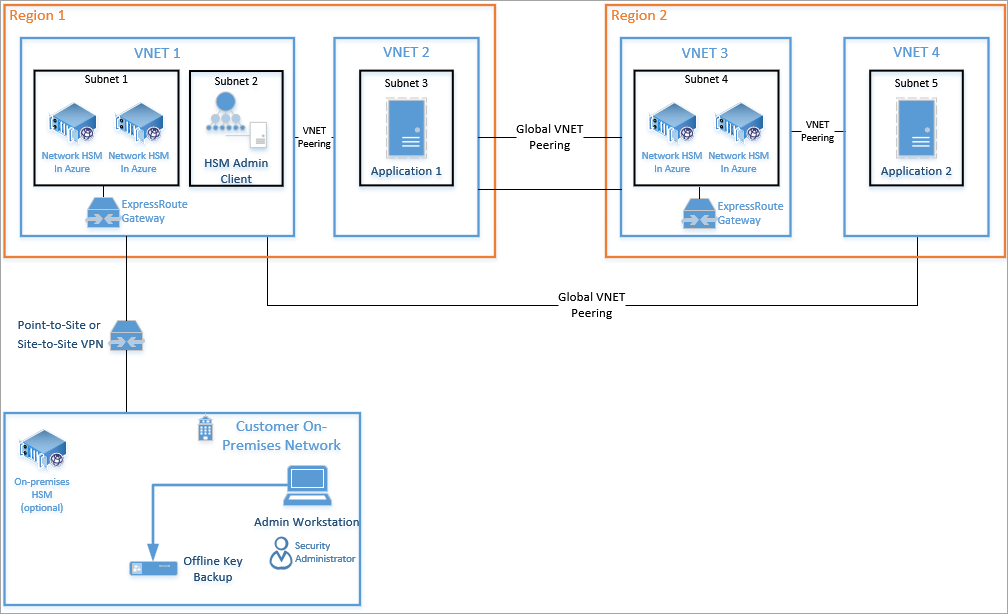 Region 1
VNET 1
Subnet 1
Network HSM
In Azure
Network HSM
In Azure
ExpressRoute
Gateway
Subnet 2
HSM Admin
Client
VNET
Peering
VNET 2
Subnet 3
Application 1
Global VNET
Peering
Region 2
VNET 3
Subnet 4
Network HSM
In Azure
Network HSM
In Azure
ExpressRoute
Gateway
VNET
Peering
VNET 4
Subnet 5
Application 2
Global VNET
Peering
Point-to-Site or
Site-to-Site VPN
Customer On-
Premises Network
On-premises
HSM
(optional)
Admin Workstation
Security
Administrator
Offline Key
Backup